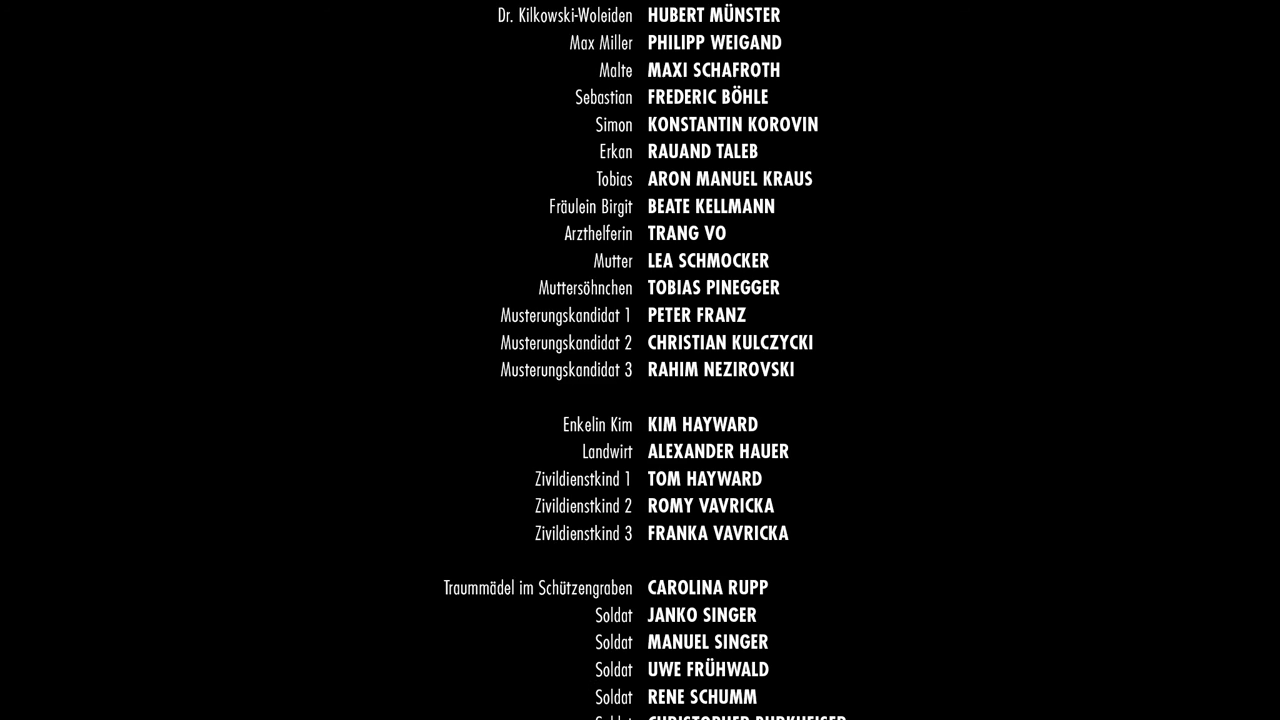 Dr. Kilkowski-Woleiden HUBERT MÜNSTER
Max Miller PHILIPP WEIGAND
Malte MAXI SCHAFROTH
Sebastian FREDERIC BÖHLE
Simon KONSTANTIN KOROVIN
Erkan RAUAND TALEB
Tobias ARON MANUEL KRAUS
Fräulein Birgit BEATE KELLMANN
Arzthelferin TRANG VO
Mutter LEA SCHMOCKER
Muttersöhnchen TOBIAS PINEGGER
Musterungskandidat 1 PETER FRANZ
Musterungskandidat 2 CHRISTIAN KULCZYCKI
Musterungskandidat 3 RAHIM NEZIROVSKI
Enkelin Kim KIM HAYWARD
Landwirt ALEXANDER HAUER
Zivildienstkind 1 TOM HAYWARD
Zivildienstkind 2 ROMY VAVRICKA
Zivildienstkind 3 FRANKA VAVRICKA
Traummädel im Schützengraben CAROLINA RUPP
Soldat JANKO SINGER
Soldat MANUEL SINGER
Soldat UWE FRÜHWALD
Soldat RENE SCHUMM
Soldat CHRISTOPHER